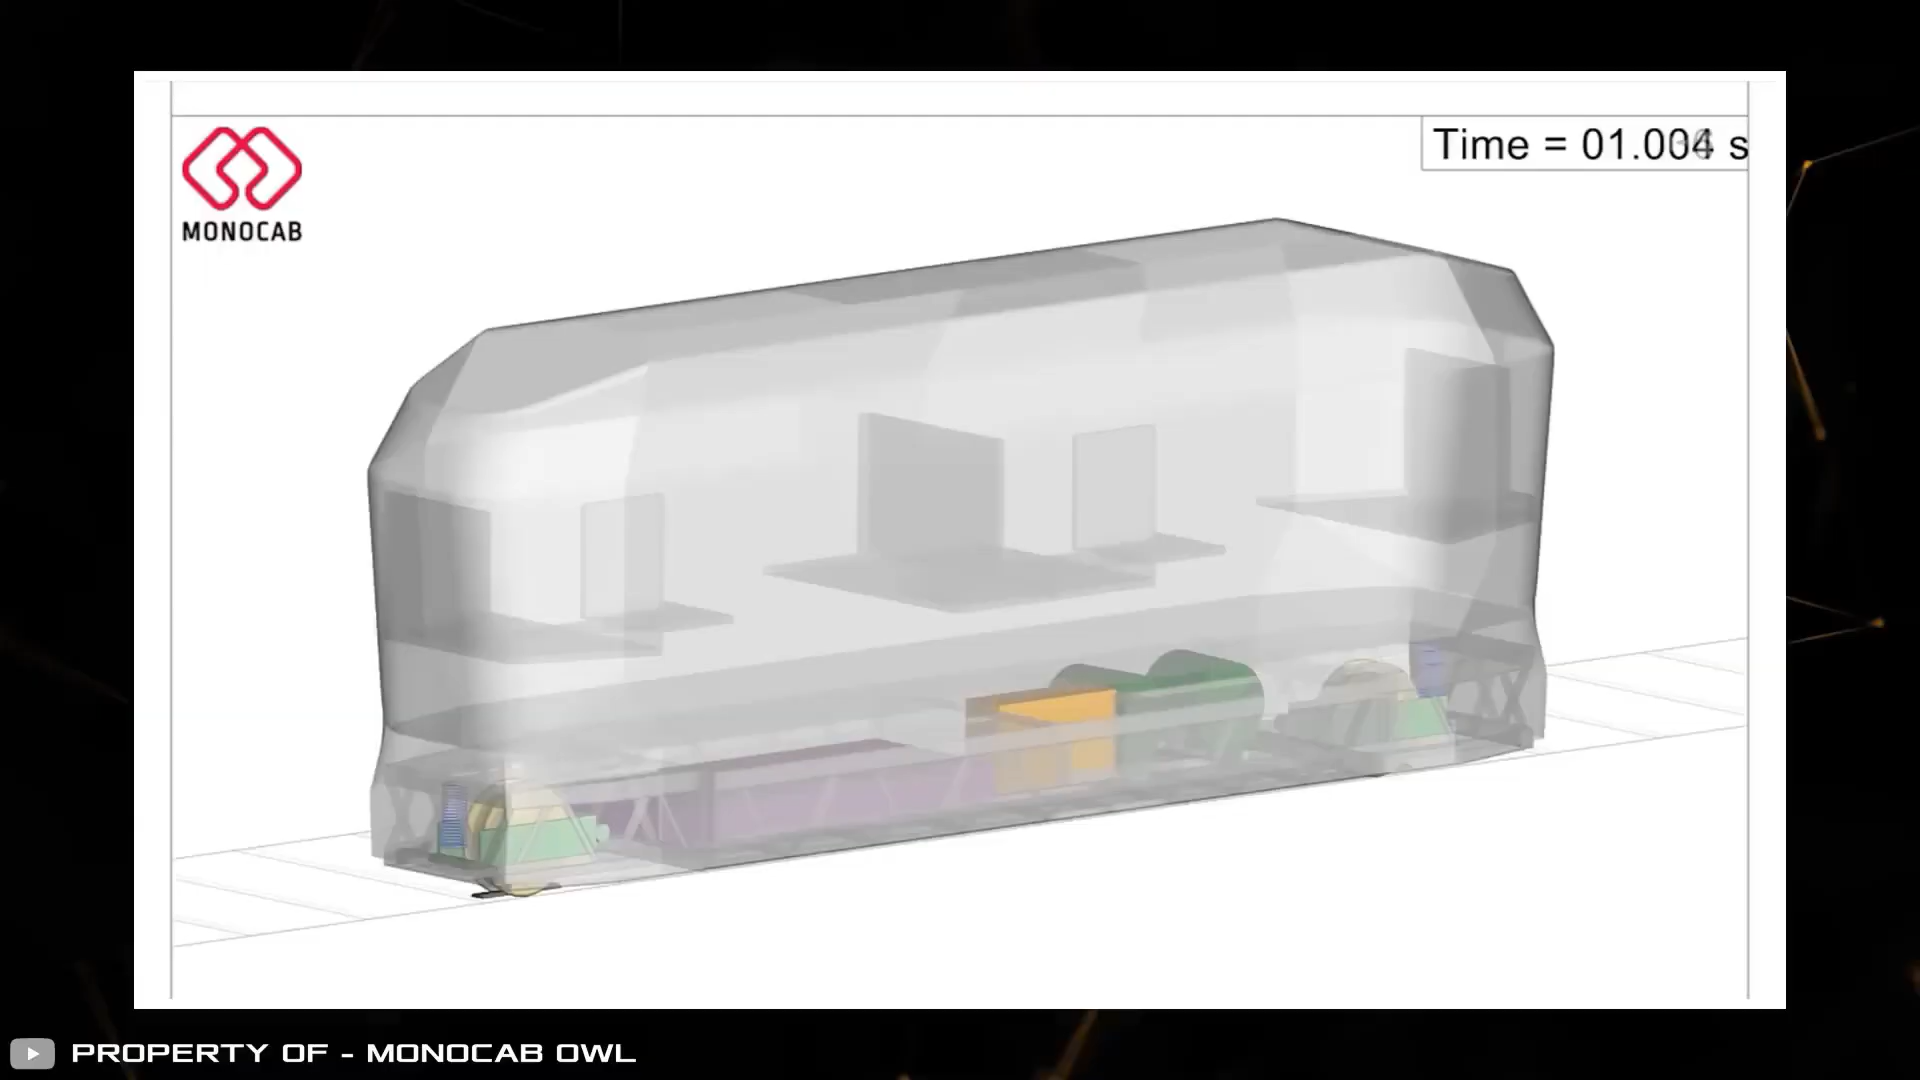 MONOCAB
Time = 01.004 s
PROPERTY OF - MONOCAB OWL